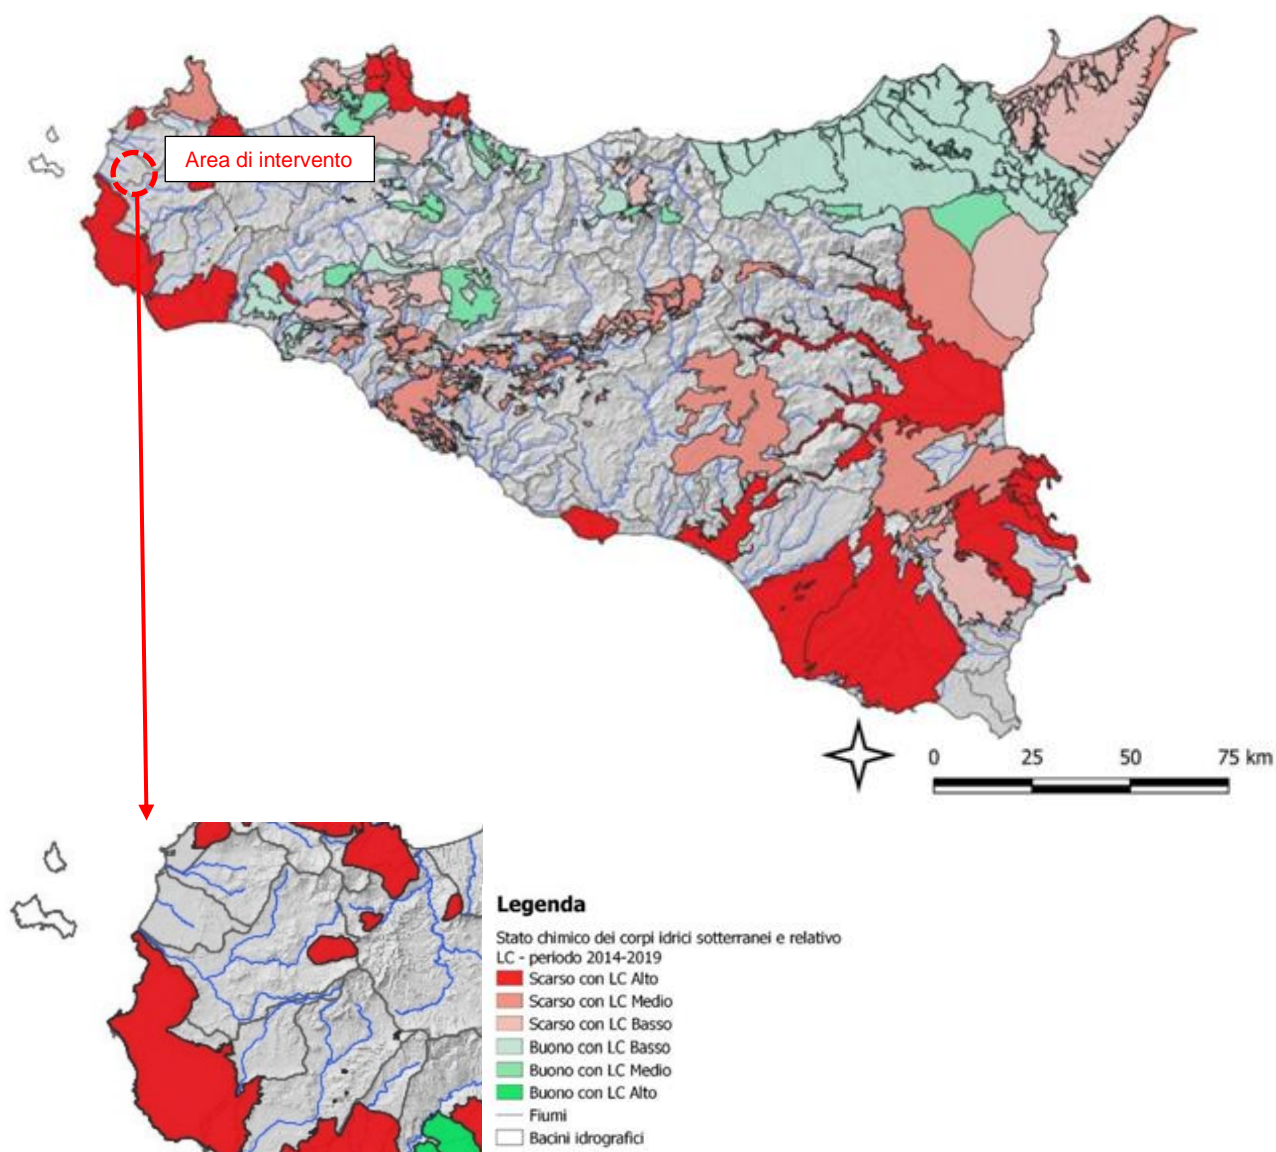 Area di intervento
0 25 50 75 km
Legenda
Stato chimico dei corpi idrici sotterranei e relativo
LC - periodo 2014-2019
Scarso con LC Alto
Scarso con LC Medio
Scarso con LC Basso
Buono con LC Basso
Buono con LC Medio
Buono con LC Alto
Fiumi
Bacini idrografici